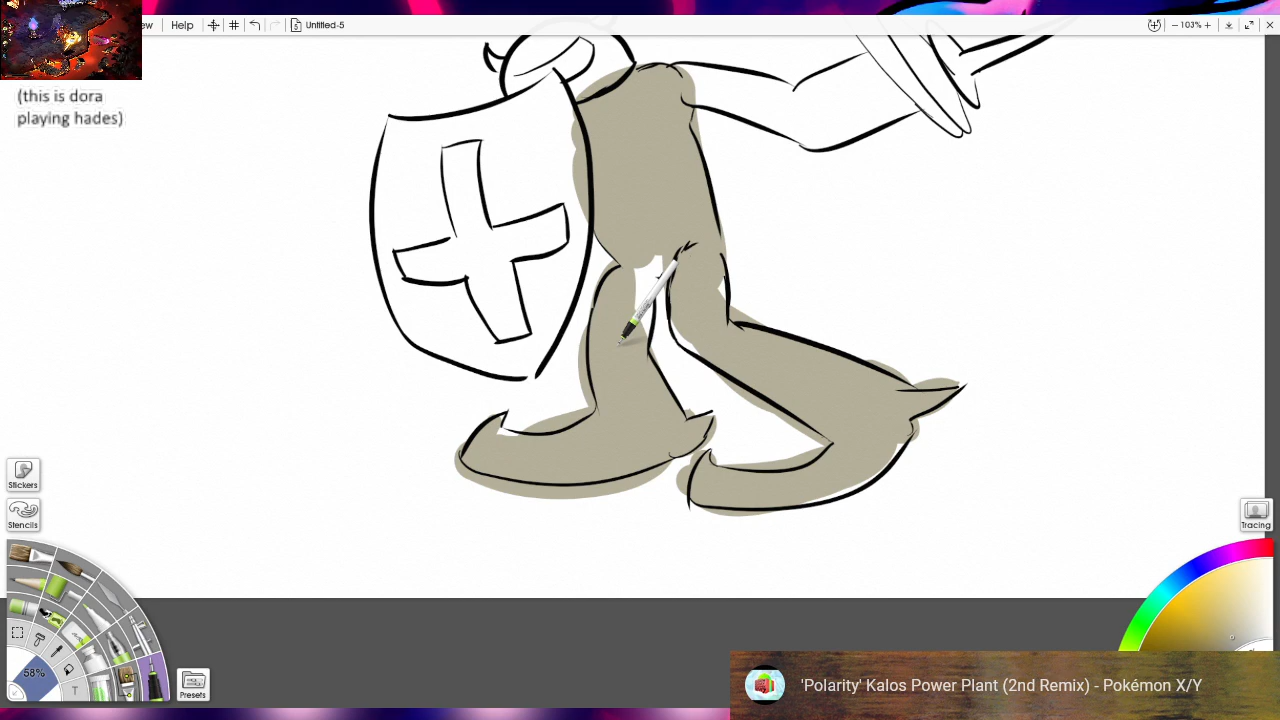 ew Help Untitled-5 103%
(this is dora
playing hades)
Stickers
Stencils
Tracing
58%
T
Presets
'Polarity' Kalos Power Plant (2nd Remix) - Pokémon X/Y